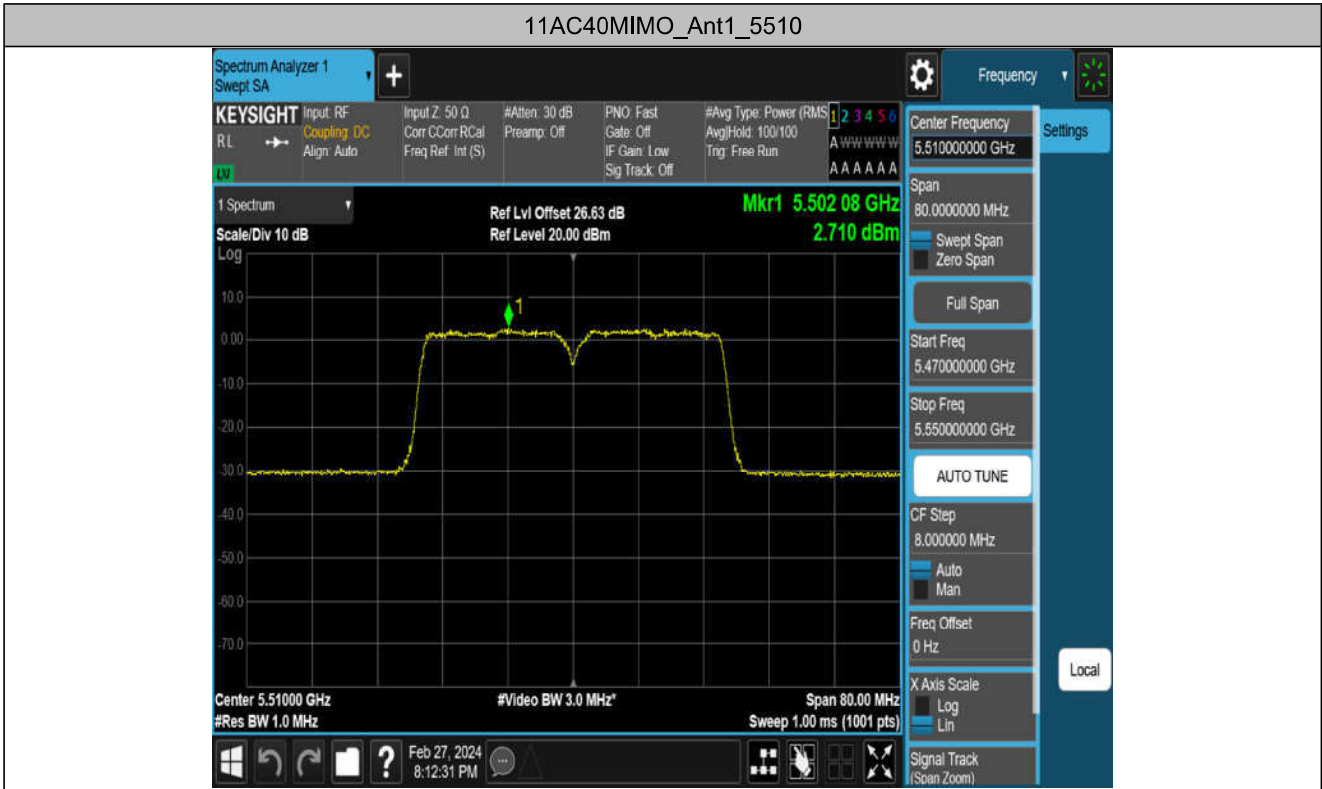 11AC40MIMO_Ant1_5510
Spectrum Analyzer 1
Swept SA
+
Frequency
KEYSIGHT
RL
LXI
Input: RF
Coupling: DC
Align: Auto
Input Z: 50 Ω
Corr CCorr RCal
Freq Ref: Int (S)
#Atten: 30 dB
Preamp: Off
PNO: Fast
Gate: Off
IF Gain: Low
Sig Track: Off
#Avg Type: Power (RMS
Avg|Hold: 100/100
Trig: Free Run
1 2 3 4 5 6
A W W W W W
A A A A A A
1 Spectrum
Scale/Div 10 dB
Log
Ref Lvl Offset 26.63 dB
Ref Level 20.00 dBm
Mkr1 5.502 08 GHz
2.710 dBm
1
10.0
0.00
-10.0
-20.0
-30.0
-40.0
-50.0
-60.0
-70.0
Center 5.51000 GHz
#Res BW 1.0 MHz
#Video BW 3.0 MHz*
Span 80.00 MHz
Sweep 1.00 ms (1001 pts)
Center Frequency
5.510000000 GHz
Settings
Span
80.0000000 MHz
Swept Span
Zero Span
Full Span
Start Freq
5.470000000 GHz
Stop Freq
5.550000000 GHz
AUTO TUNE
CF Step
8.000000 MHz
Auto
Man
Freq Offset
0 Hz
X Axis Scale
Log
Lin
Local
Signal Track
(Span Zoom)
?
Feb 27, 2024
8:12:31 PM